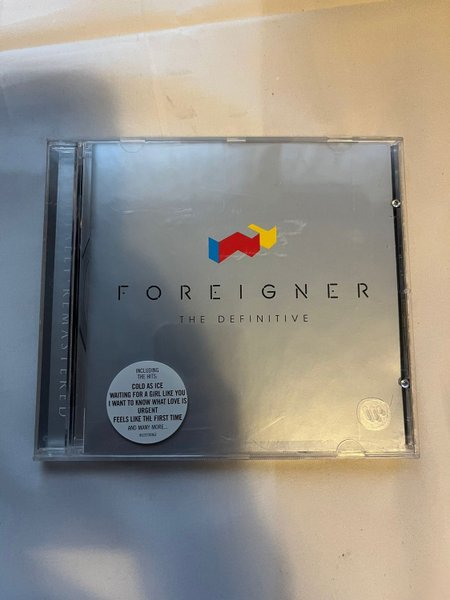 FOREIGNER
THE DEFINITIVE
INCLUDING
THE HITS:
COLD AS ICE
WAITING FOR A GIRL LIKE YOU
I WANT TO KNOW WHAT LOVE IS
URGENT
FEELS LIKE THE FIRST TIME
AND MANY MORE...
REMASTERED